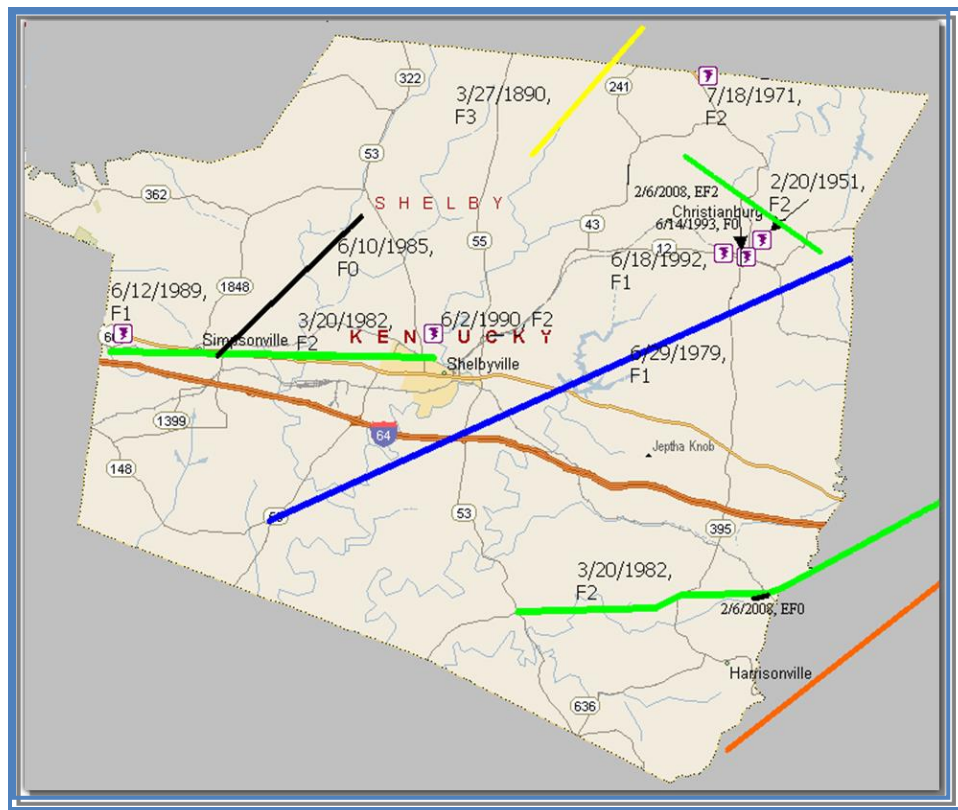 322
241
3/27/1890,
F3
7/18/1971,
F2
53
362
2/20/1951,
F2
2/6/2008, EF2
Christianburg
S H E L B Y
6/14/1993, F0
43
55
12
6/10/1985,
F0
6/18/1992,
F1
1848
6/12/1989,
F1
3/20/1982,
F2
6/2/1990, F2
K E N T U C K Y
Simpsonville
Shelbyville
6/29/1979,
F1
1399
64
Jeptha Knob
148
53
395
3/20/1982,
F2
2/6/2008, EF0
Harrisonville
636